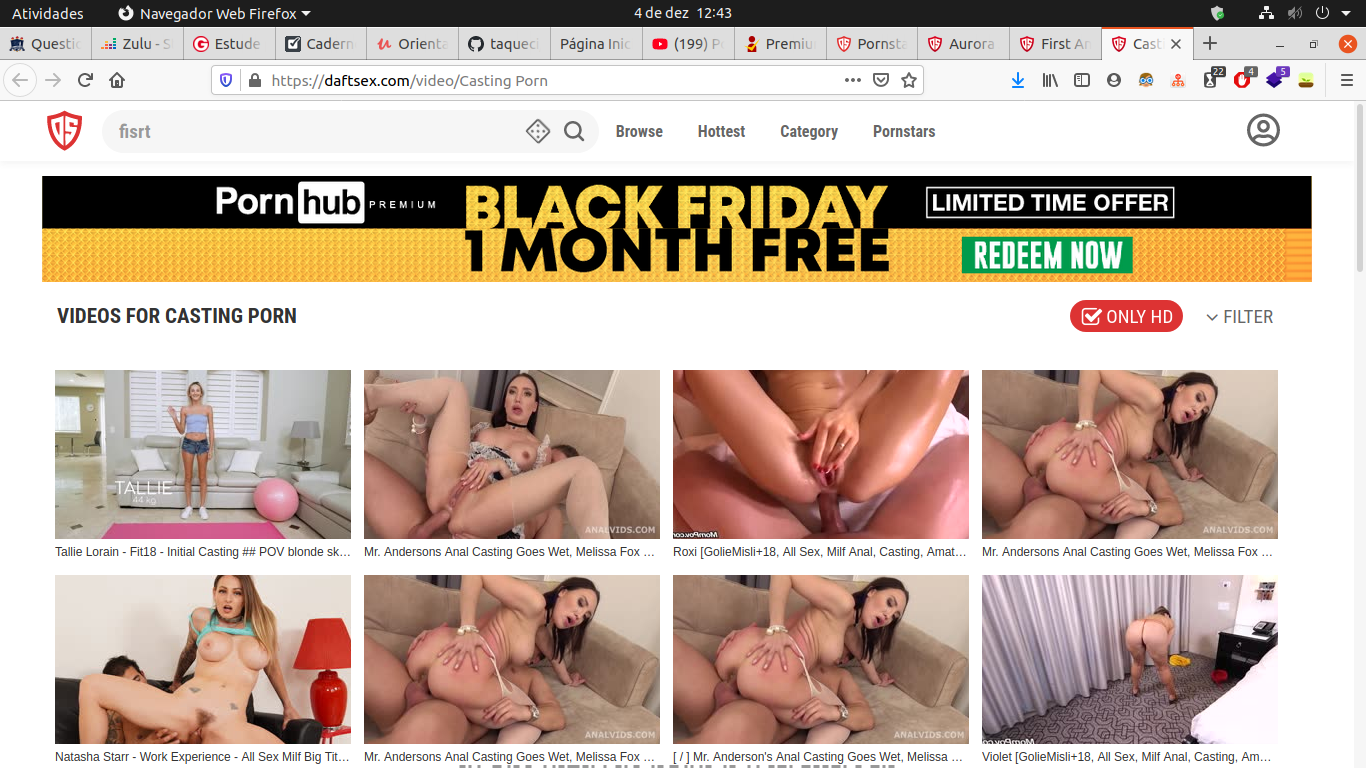 Atividades
Navegador Web Firefox
4 de dez 12:43
Questi
Zulu - S
Estude
Cadern
Orienta
taqueci
Página Inic
(199) P
Premiu
Pornsta
Aurora
First An
Cast
https://daftsex.com/video/Casting Porn
22
4
5
DS
fisrt
Browse
Hottest
Category
Pornstars
Porn hub PREMIUM
BLACK FRIDAY
1 MONTH FREE
LIMITED TIME OFFER
REDEEM NOW
VIDEOS FOR CASTING PORN
ONLY HD
FILTER
TALLIE
44 kg
ANALVIDS.COM
MomPov.com
ANALVIDS.COM
Tallie Lorain - Fit18 - Initial Casting ## POV blonde sk…
Mr. Andersons Anal Casting Goes Wet, Melissa Fox …
Roxi [GolieMisli+18, All Sex, Milf Anal, Casting, Amat…
Mr. Andersons Anal Casting Goes Wet, Melissa Fox …
ANALVIDS.COM
ANALVIDS.COM
MomPov.com
Natasha Starr - Work Experience - All Sex Milf Big Tit…
Mr. Andersons Anal Casting Goes Wet, Melissa Fox …
[ / ] Mr. Anderson's Anal Casting Goes Wet, Melissa …
Violet [GolieMisli+18, All Sex, Milf Anal, Casting, Am…